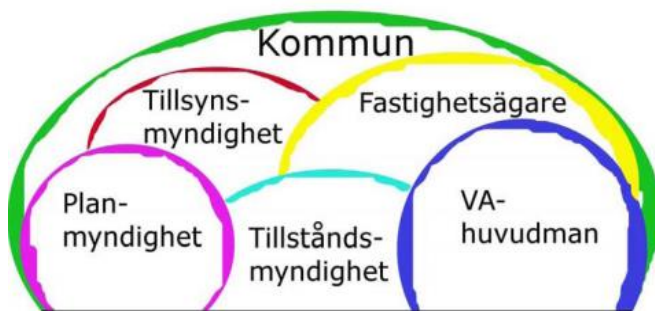 Kommun
Tillsyns-
myndighet
Fastighetsägare
Plan-
myndighet
Tillstånds-
myndighet
VA-
huvudman